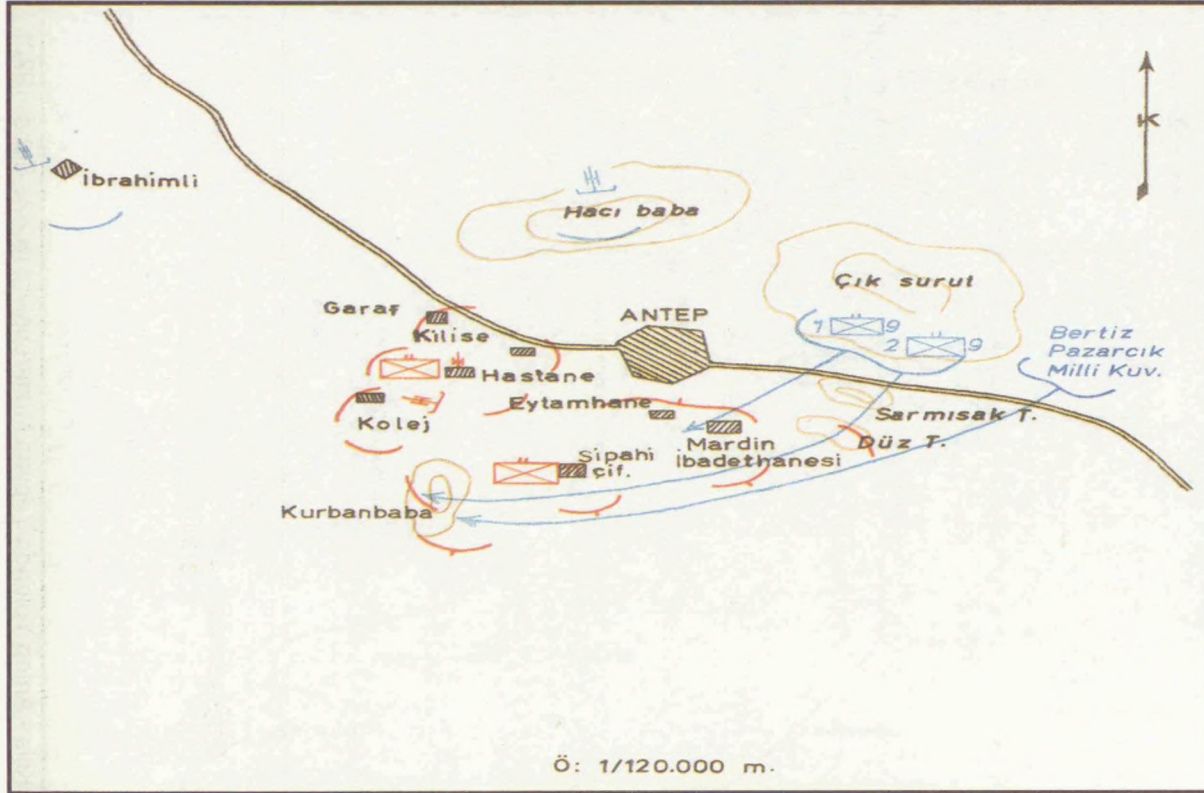 K
İbrahimli
Hacı baba
Çık surut
Garaf
Kilise
ANTEP
1 9
2 9
Bertiz
Pazarcık
Milli Kuv.
Hastane
Eytamhane
Kolej
Sarmısak T.
Düz T.
Mardin
İbadethanesi
Sipahi
çif.
Kurbanbaba
Ö: 1/120.000 m.